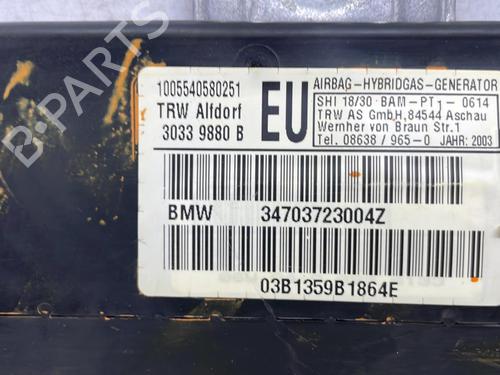 1005540580251
TRW Alfdorf
3033 9880 B
EU
AIRBAG-HYBRIDGAS-GENERATOR
SHI 18/30 BAM-PT1-0614
TRW AS GmbH,84544 Aschau
Wernher von Braun Str.1
Tel. 08638 / 965-0 JAHR: 2003
BMW 34703723004Z
03B1359B1864E